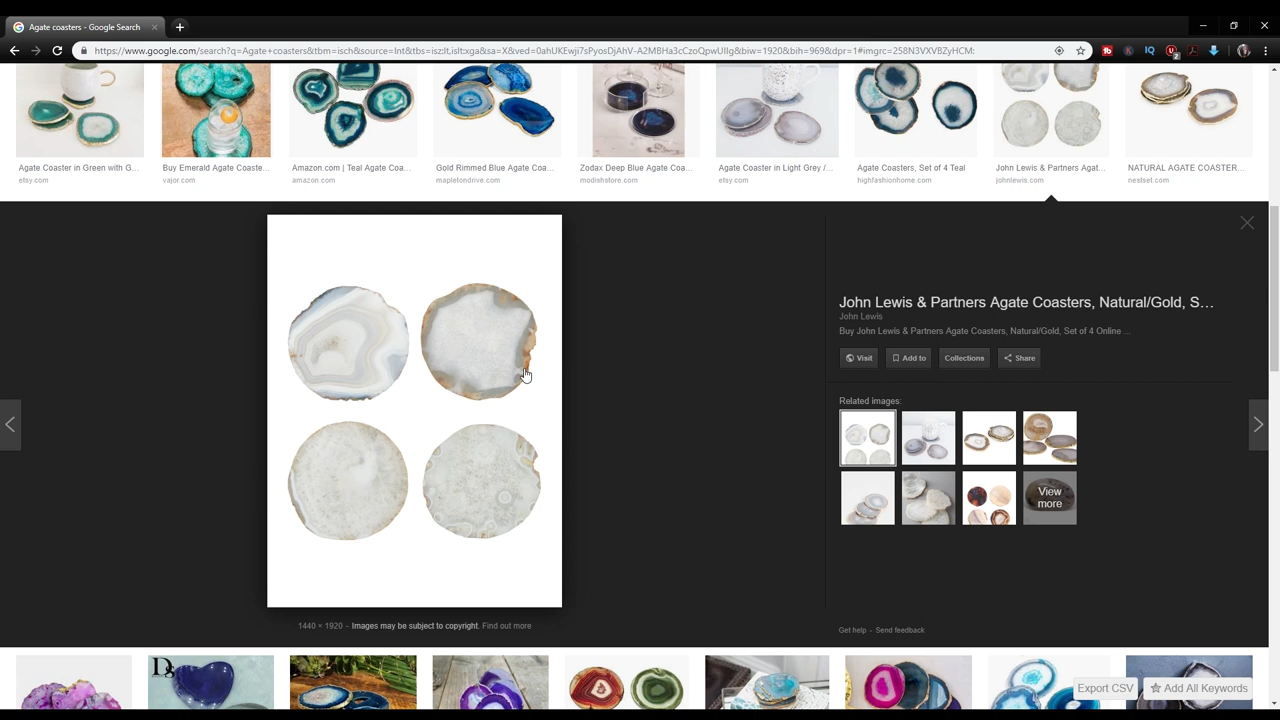 Agate coasters - Google Search
https://www.google.com/search?q=Agate+coasters&tbm=isch&source=lnt&tbs=isz:lt,islt:xga&sa=X&ved=0ahUKEwji7sPyosDjAhV-A2MBHa3cCzoQpwUIIg&biw=1920&bih=969&dpr=1#imgrc=258N3VXVBZyHCM:
Agate Coaster in Green with G...
etsy.com
Buy Emerald Agate Coaste...
vajor.com
Amazon.com | Teal Agate Coa...
amazon.com
Gold Rimmed Blue Agate Coa...
mapletondrive.com
Zodax Deep Blue Agate Coa...
modishstore.com
Agate Coaster in Light Grey /...
etsy.com
Agate Coasters, Set of 4 Teal
highfashionhome.com
John Lewis & Partners Agat...
johnlewis.com
NATURAL AGATE COASTER...
nestset.com
John Lewis & Partners Agate Coasters, Natural/Gold, S...
John Lewis
Buy John Lewis & Partners Agate Coasters, Natural/Gold, Set of 4 Online ...
Visit
Add to
Collections
Share
Related images:
View
more
1440 × 1920 - Images may be subject to copyright. Find out more
Get help - Send feedback
Export CSV
Add All Keywords